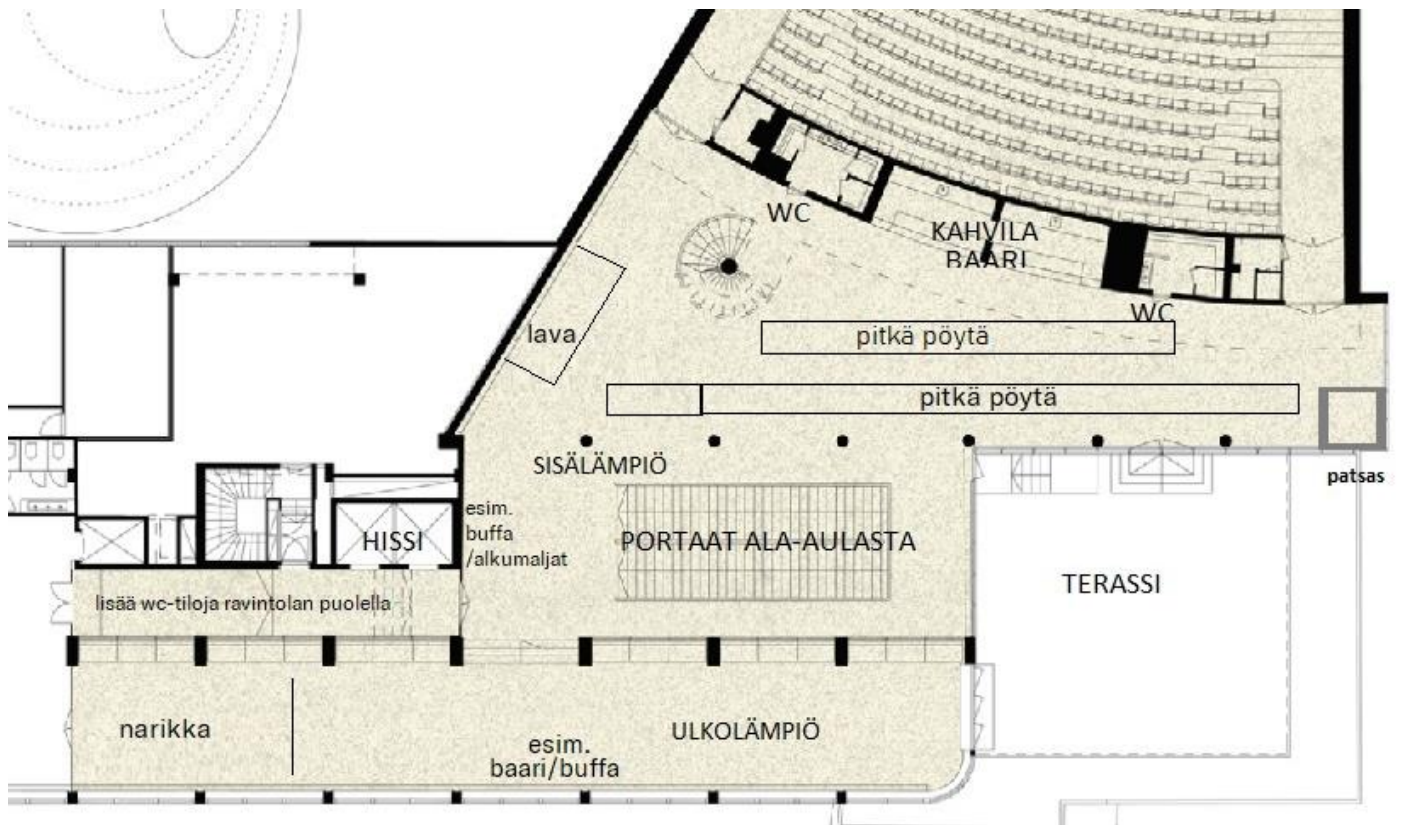 WC
KAHVILA
BAARI
WC
lava
pitkä pöytä
pitkä pöytä
SISÄLÄMPIÖ
patsas
esim.
buffa
/alkumaljat
HISSI
PORTAAT ALA-AULASTA
TERASSI
lisää wc-tiloja ravintolan puolella
narikka
ULKOLÄMPIÖ
esim.
baari/buffa